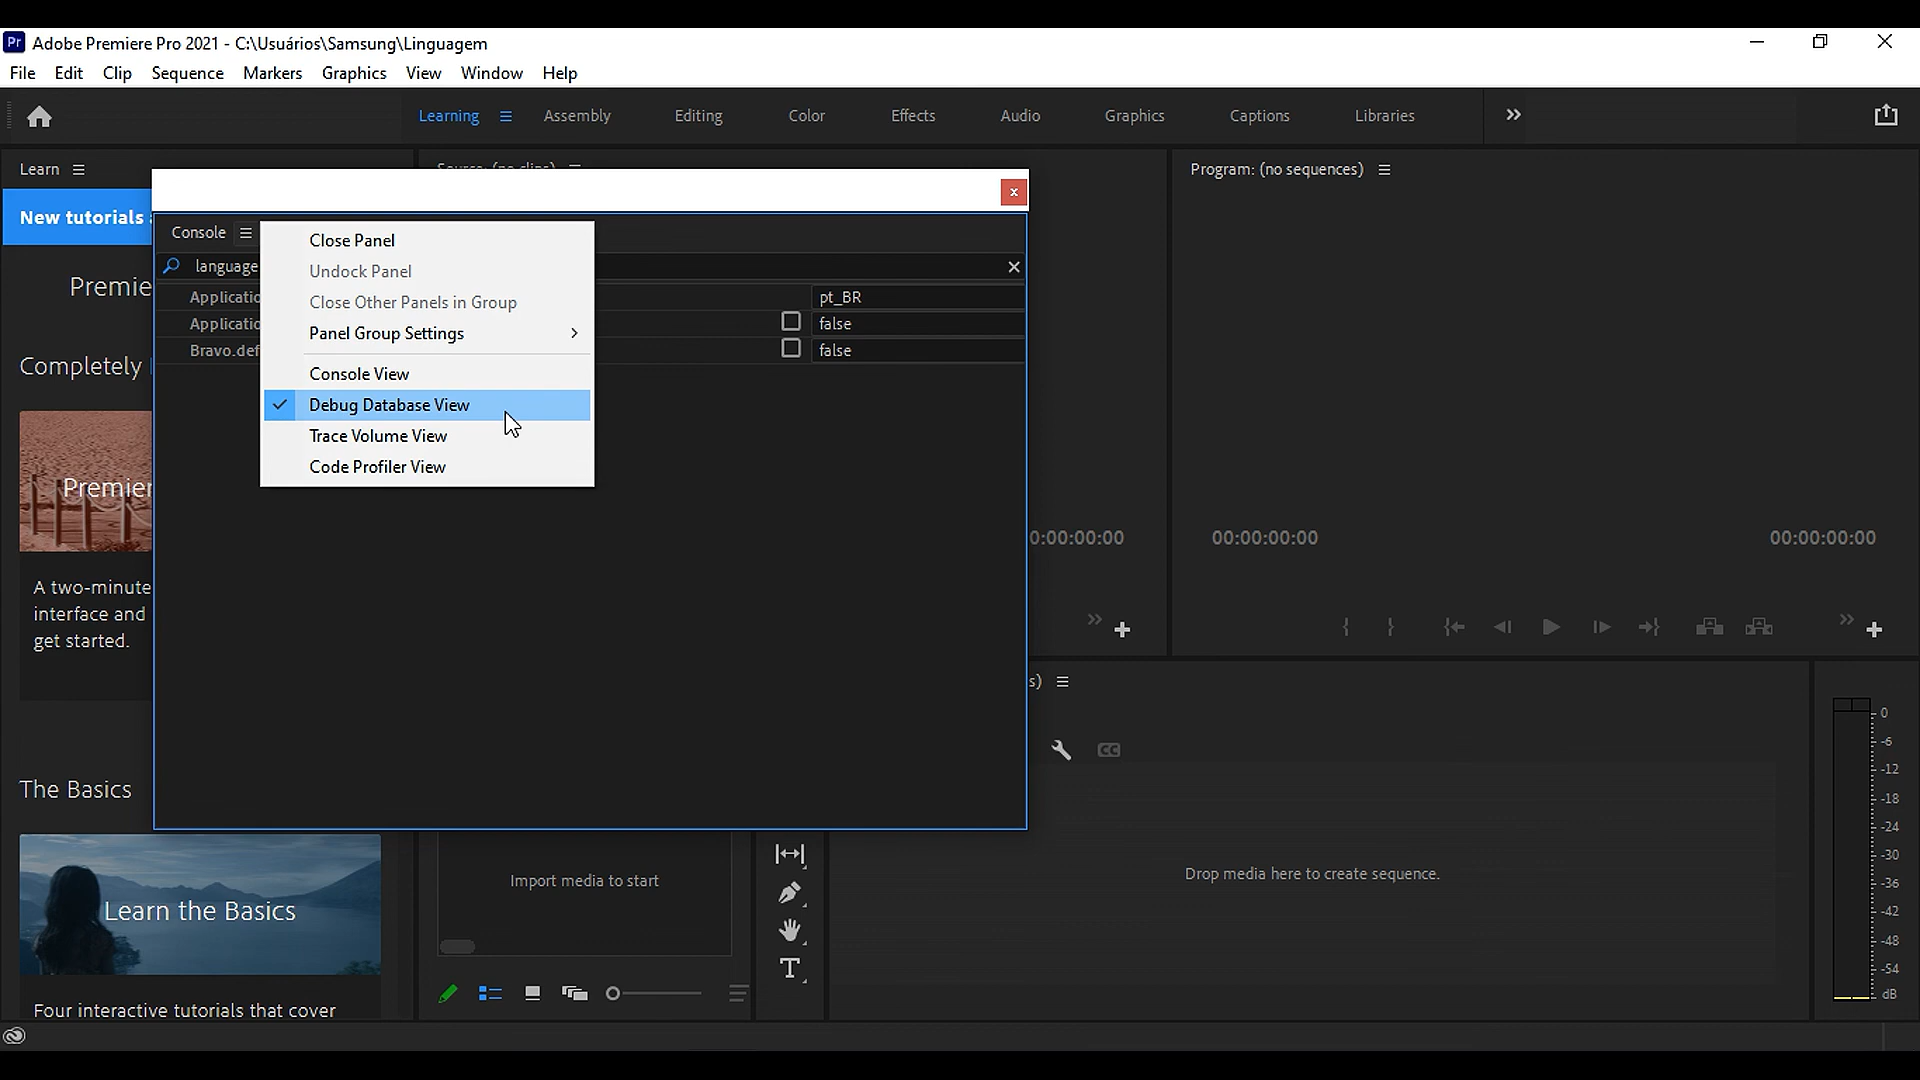 Pr Adobe Premiere Pro 2021 - C:\Usuários\Samsung\Linguagem
File Edit Clip Sequence Markers Graphics View Window Help
Learning Assembly Editing Color Effects Audio Graphics Captions Libraries
Learn
Source: (no clips)
Program: (no sequences)
New tutorials
Premie
Completely
Premier
A two-minute
interface and
get started.
The Basics
Learn the Basics
Four interactive tutorials that cover
x
Console
language
Applicatio pt_BR
Applicatio false
Bravo.def false
Close Panel
Undock Panel
Close Other Panels in Group
Panel Group Settings
Console View
Debug Database View
Trace Volume View
Code Profiler View
0:00:00:00
00:00:00:00 00:00:00:00
s)
CC
Import media to start
T
Drop media here to create sequence.
0
-6
-12
-18
-24
-30
-36
-42
-48
-54
dB